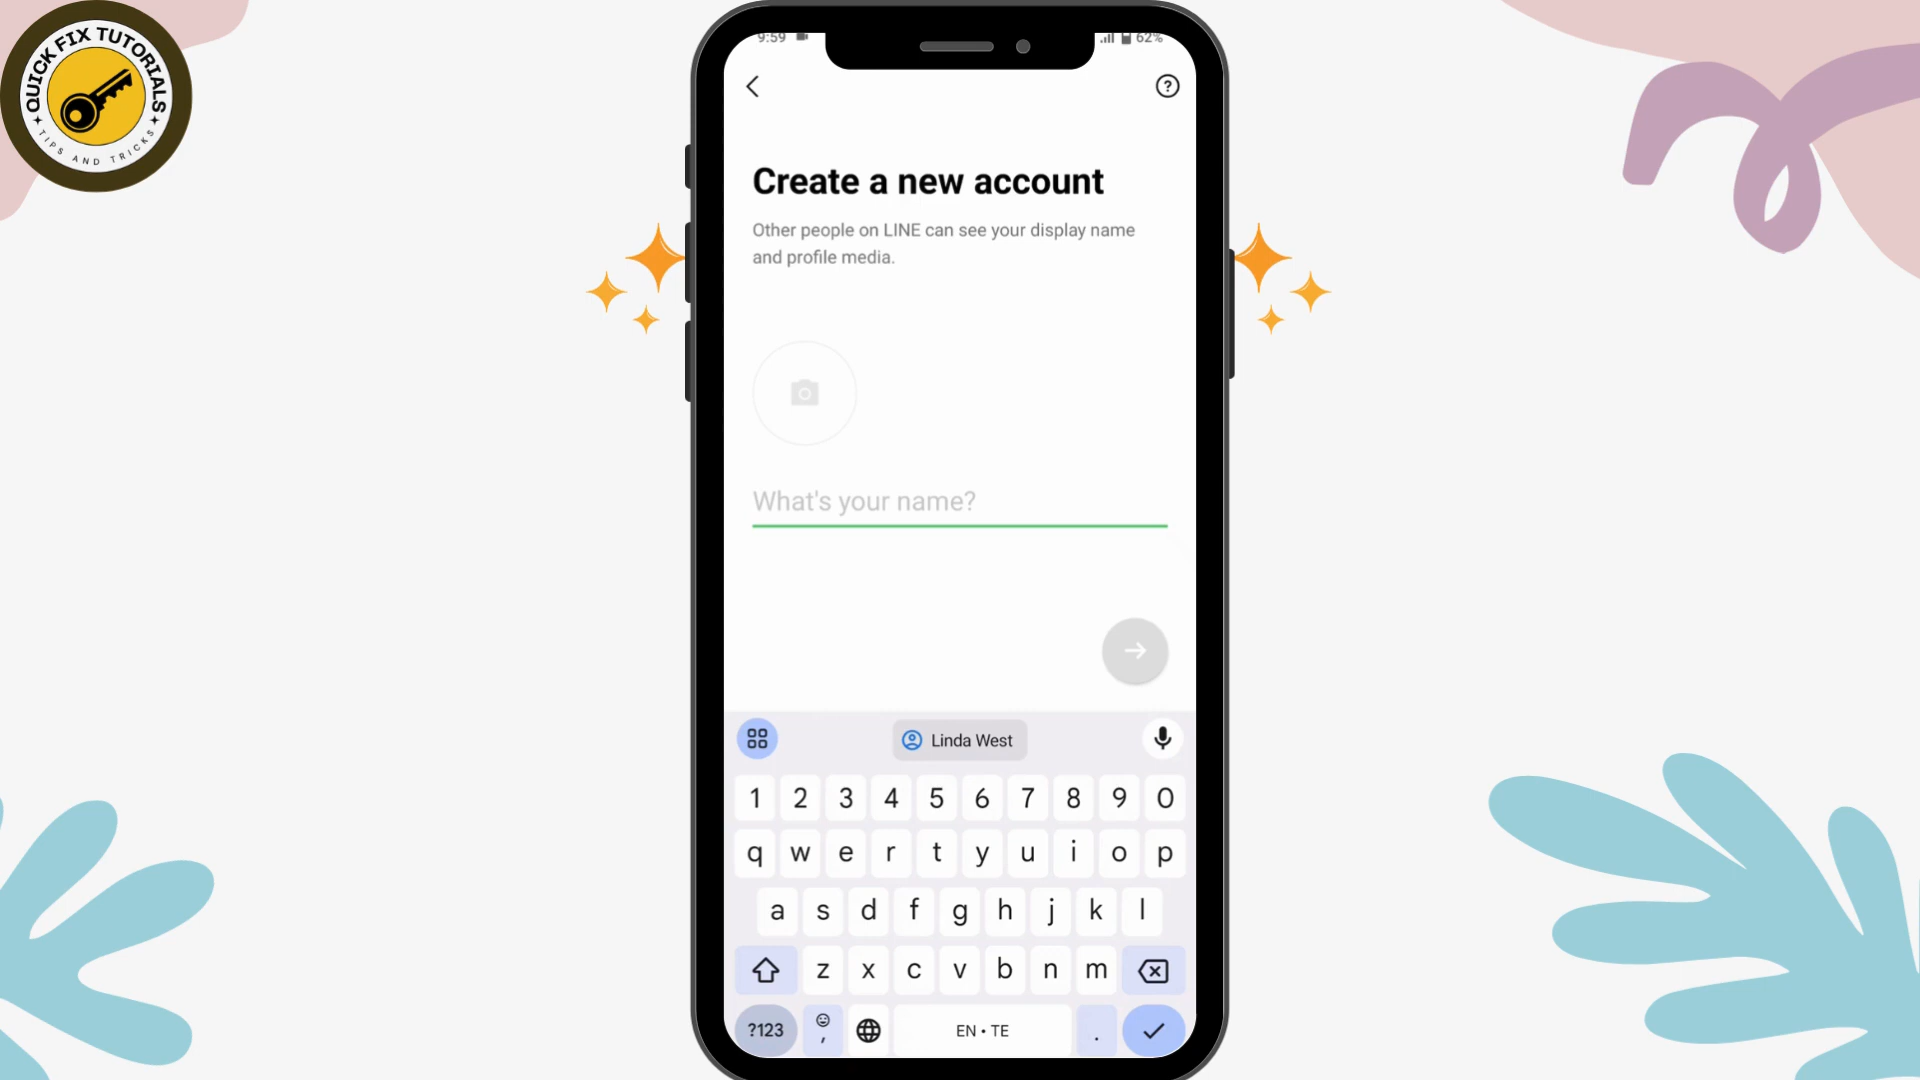 QUICK FIX TUTORIALS
TIPS AND TRICKS
9:59
62%
Create a new account
Other people on LINE can see your display name
and profile media.
What's your name?
Linda West
1 2 3 4 5 6 7 8 9 0
q w e r t y u i o p
a s d f g h j k l
z x c v b n m
?123 , EN • TE .